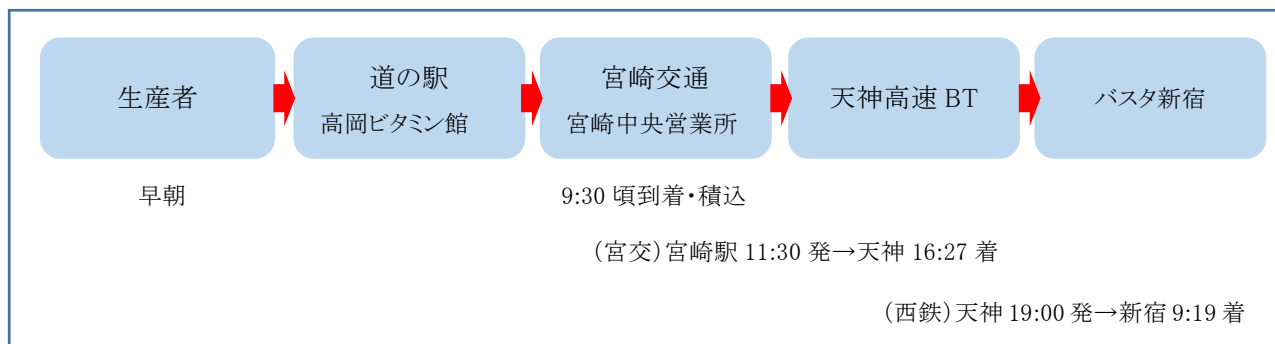 生産者
道の駅
高岡ビタミン館
宮崎交通
宮崎中央営業所
天神高速 BT
バスタ新宿
早朝
9:30 頃到着・積込
(宮交)宮崎駅 11:30 発→天神 16:27 着
(西鉄)天神 19:00 発→新宿 9:19 着